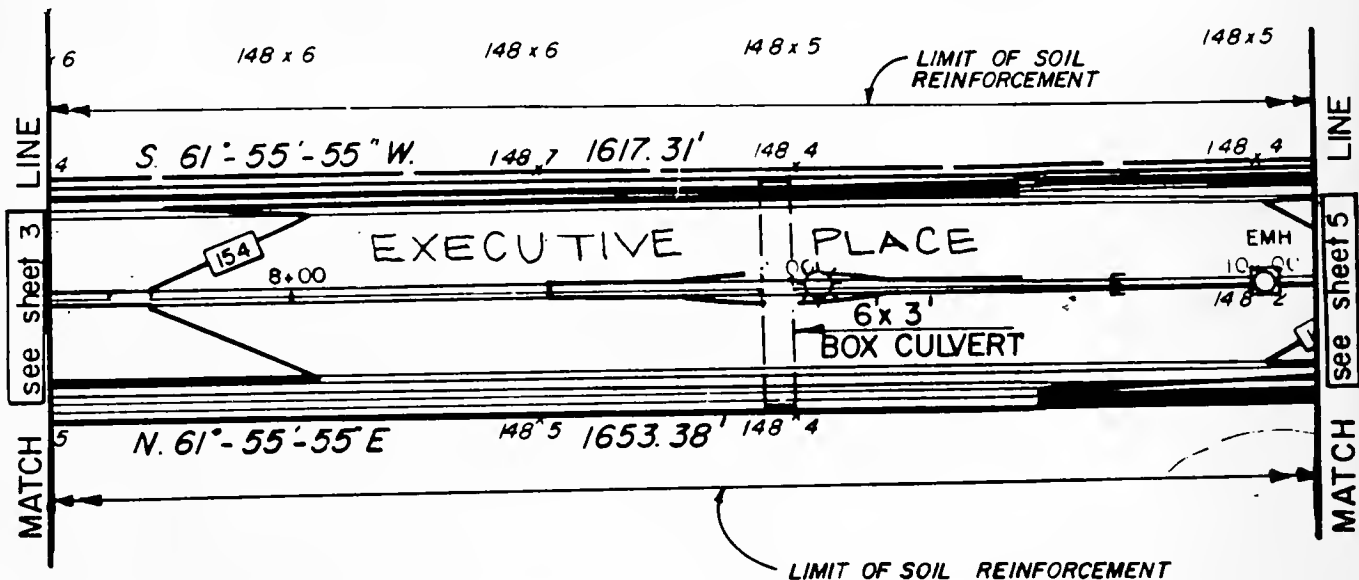 6 148 x 6 148 x 6 148 x 5 148 x 5
LIMIT OF SOIL
REINFORCEMENT
MATCH LINE
see sheet 3
4 S. 61°-55'-55" W. 148 x 7 1617.31' 148 x 4 148 x 4
154
EXECUTIVE PLACE
8+00
EMH
6' x 3'
BOX CULVERT
5 N. 61°-55'-55" E 148 x 5 1653.38' 148 x 4
LIMIT OF SOIL REINFORCEMENT
MATCH LINE
see sheet 5